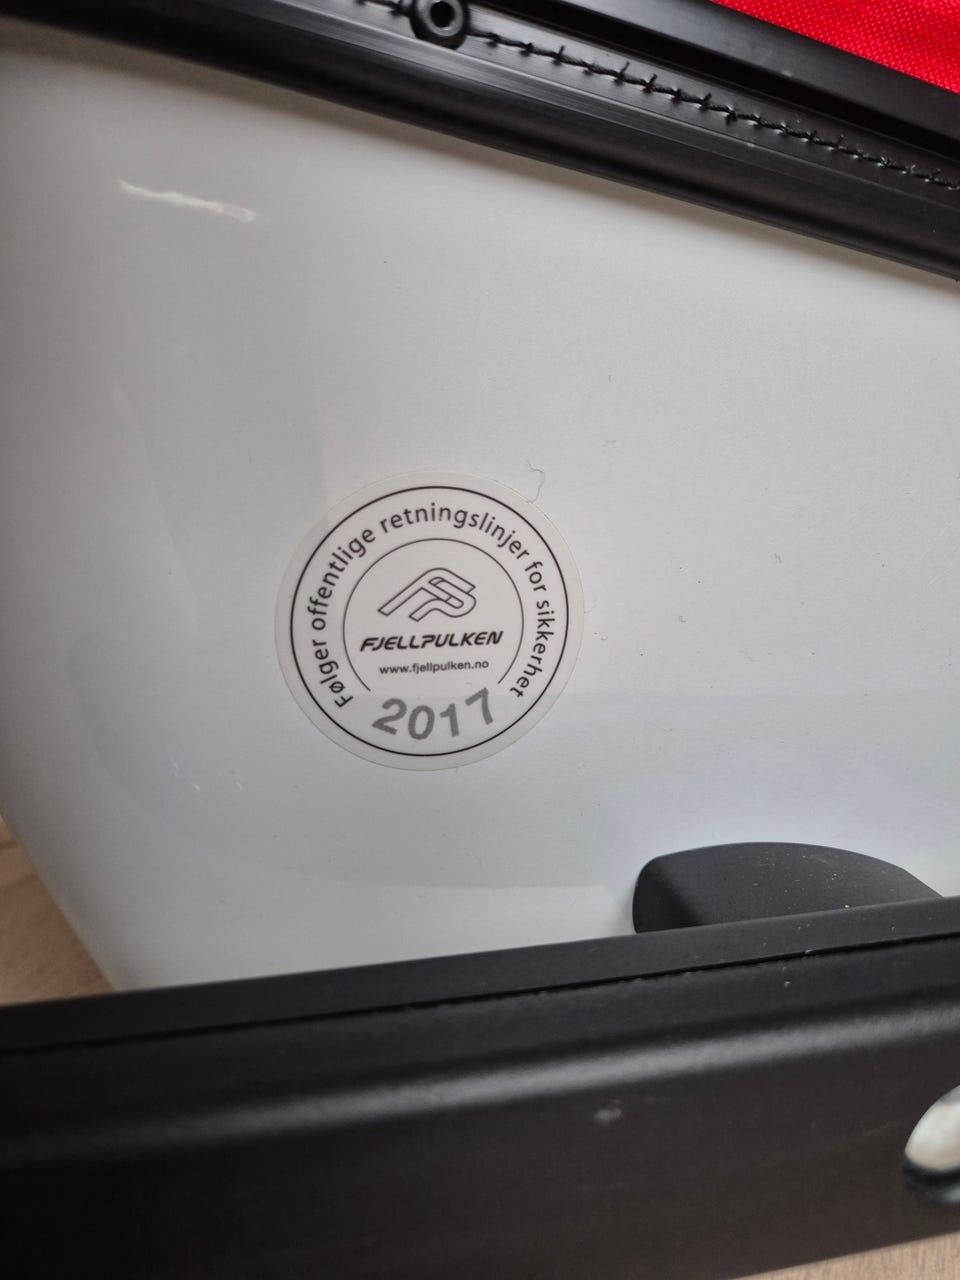 Følger offentlige retningslinjer for sikkerhet
FJELLPULKEN
www.fjellpulken.no
2017